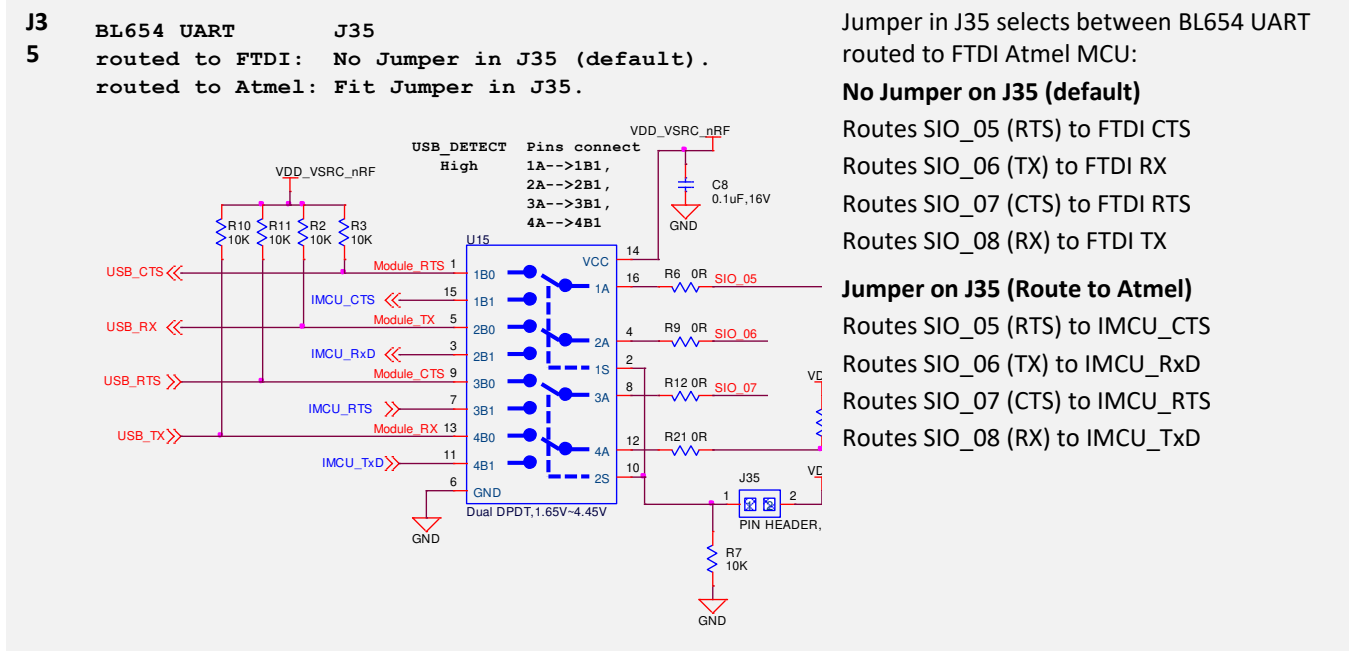 J3
5
BL654 UART J35
routed to FTDI: No Jumper in J35 (default).
routed to Atmel: Fit Jumper in J35.
USB_DETECT Pins connect
High 1A-->1B1,
2A-->2B1,
3A-->3B1,
4A-->4B1
VDD_VSRC_nRF
VDD_VSRC_nRF
C8
0.1uF,16V
GND
R10
10K
R11
10K
R2
10K
R3
10K
U15
14
VCC
USB_CTS
Module_RTS 1
1B0
1A
16
R6 0R
SIO_05
IMCU_CTS
15
1B1
USB_RX
Module_TX 5
2B0
2A
4
R9 0R
SIO_06
IMCU_RxD
3
2B1
1S
2
USB_RTS
Module_CTS 9
3B0
3A
8
R12 0R
SIO_07
VD
IMCU_RTS
7
3B1
USB_TX
Module_RX 13
4B0
4A
12
R21 0R
IMCU_TxD
11
4B1
2S
10
6
GND
GND
Dual DPDT,1.65V~4.45V
J35
1
1
2
2
VD
PIN HEADER,
R7
10K
GND
Jumper in J35 selects between BL654 UART
routed to FTDI Atmel MCU:
No Jumper on J35 (default)
Routes SIO_05 (RTS) to FTDI CTS
Routes SIO_06 (TX) to FTDI RX
Routes SIO_07 (CTS) to FTDI RTS
Routes SIO_08 (RX) to FTDI TX
Jumper on J35 (Route to Atmel)
Routes SIO_05 (RTS) to IMCU_CTS
Routes SIO_06 (TX) to IMCU_RxD
Routes SIO_07 (CTS) to IMCU_RTS
Routes SIO_08 (RX) to IMCU_TxD